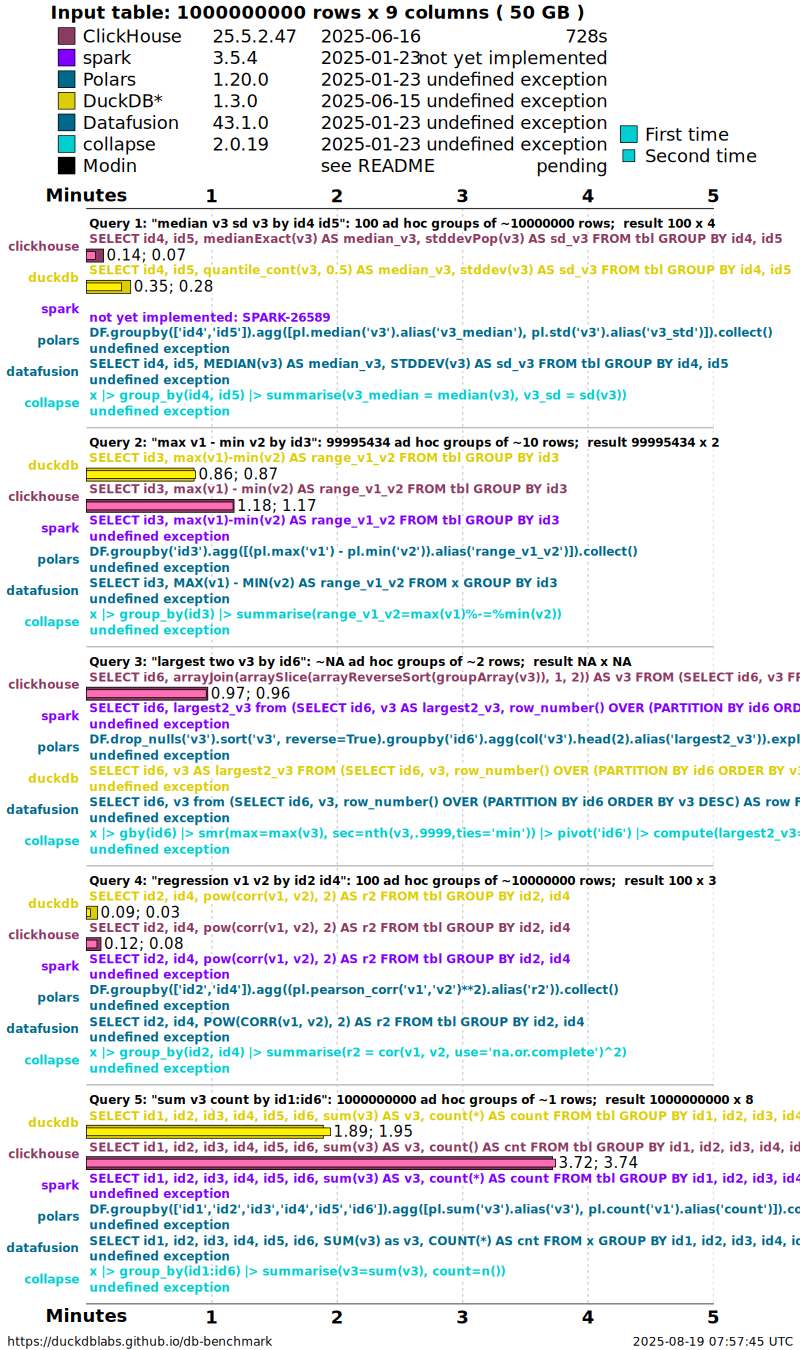 Input table: 1000000000 rows x 9 columns ( 50 GB )
ClickHouse 25.5.2.47 2025-06-16 728s
spark 3.5.4 2025-01-23 not yet implemented
Polars 1.20.0 2025-01-23 undefined exception
DuckDB* 1.3.0 2025-06-15 undefined exception
Datafusion 43.1.0 2025-01-23 undefined exception
collapse 2.0.19 2025-01-23 undefined exception
Modin see README pending
First time
Second time
Minutes 1 2 3 4 5
Query 1: "median v3 sd v3 by id4 id5": 100 ad hoc groups of ~10000000 rows; result 100 x 4
clickhouse SELECT id4, id5, medianExact(v3) AS median_v3, stddevPop(v3) AS sd_v3 FROM tbl GROUP BY id4, id5
0.14; 0.07
duckdb SELECT id4, id5, quantile_cont(v3, 0.5) AS median_v3, stddev(v3) AS sd_v3 FROM tbl GROUP BY id4, id5
0.35; 0.28
spark
not yet implemented: SPARK-26589
polars DF.groupby(['id4','id5']).agg([pl.median('v3').alias('v3_median'), pl.std('v3').alias('v3_std')]).collect()
undefined exception
datafusion SELECT id4, id5, MEDIAN(v3) AS median_v3, STDDEV(v3) AS sd_v3 FROM tbl GROUP BY id4, id5
undefined exception
collapse x |> group_by(id4, id5) |> summarise(v3_median = median(v3), v3_sd = sd(v3))
undefined exception
Query 2: "max v1 - min v2 by id3": 99995434 ad hoc groups of ~10 rows; result 99995434 x 2
duckdb SELECT id3, max(v1)-min(v2) AS range_v1_v2 FROM tbl GROUP BY id3
0.86; 0.87
clickhouse SELECT id3, max(v1) - min(v2) AS range_v1_v2 FROM tbl GROUP BY id3
1.18; 1.17
spark SELECT id3, max(v1)-min(v2) AS range_v1_v2 FROM tbl GROUP BY id3
undefined exception
polars DF.groupby('id3').agg([(pl.max('v1') - pl.min('v2')).alias('range_v1_v2')]).collect()
undefined exception
datafusion SELECT id3, MAX(v1) - MIN(v2) AS range_v1_v2 FROM x GROUP BY id3
undefined exception
collapse x |> group_by(id3) |> summarise(range_v1_v2=max(v1)%-=%min(v2))
undefined exception
Query 3: "largest two v3 by id6": ~NA ad hoc groups of ~2 rows; result NA x NA
clickhouse SELECT id6, arrayJoin(arraySlice(arrayReverseSort(groupArray(v3)), 1, 2)) AS v3 FROM (SELECT id6, v3 FR
0.97; 0.96
spark SELECT id6, largest2_v3 from (SELECT id6, v3 AS largest2_v3, row_number() OVER (PARTITION BY id6 ORD
undefined exception
polars DF.drop_nulls('v3').sort('v3', reverse=True).groupby('id6').agg(col('v3').head(2).alias('largest2_v3')).expl
undefined exception
duckdb SELECT id6, v3 AS largest2_v3 FROM (SELECT id6, v3, row_number() OVER (PARTITION BY id6 ORDER BY v3
undefined exception
datafusion SELECT id6, v3 from (SELECT id6, v3, row_number() OVER (PARTITION BY id6 ORDER BY v3 DESC) AS row F
undefined exception
collapse x |> gby(id6) |> smr(max=max(v3), sec=nth(v3,.9999,ties='min')) |> pivot('id6') |> compute(largest2_v3=
undefined exception
Query 4: "regression v1 v2 by id2 id4": 100 ad hoc groups of ~10000000 rows; result 100 x 3
duckdb SELECT id2, id4, pow(corr(v1, v2), 2) AS r2 FROM tbl GROUP BY id2, id4
0.09; 0.03
clickhouse SELECT id2, id4, pow(corr(v1, v2), 2) AS r2 FROM tbl GROUP BY id2, id4
0.12; 0.08
spark SELECT id2, id4, pow(corr(v1, v2), 2) AS r2 FROM tbl GROUP BY id2, id4
undefined exception
polars DF.groupby(['id2','id4']).agg((pl.pearson_corr('v1','v2')**2).alias('r2')).collect()
undefined exception
datafusion SELECT id2, id4, POW(CORR(v1, v2), 2) AS r2 FROM tbl GROUP BY id2, id4
undefined exception
collapse x |> group_by(id2, id4) |> summarise(r2 = cor(v1, v2, use='na.or.complete')^2)
undefined exception
Query 5: "sum v3 count by id1:id6": 1000000000 ad hoc groups of ~1 rows; result 1000000000 x 8
duckdb SELECT id1, id2, id3, id4, id5, id6, sum(v3) AS v3, count(*) AS count FROM tbl GROUP BY id1, id2, id3, id4
1.89; 1.95
clickhouse SELECT id1, id2, id3, id4, id5, id6, sum(v3) AS v3, count() AS cnt FROM tbl GROUP BY id1, id2, id3, id4, id
3.72; 3.74
spark SELECT id1, id2, id3, id4, id5, id6, sum(v3) AS v3, count(*) AS count FROM tbl GROUP BY id1, id2, id3, id4
undefined exception
polars DF.groupby(['id1','id2','id3','id4','id5','id6']).agg([pl.sum('v3').alias('v3'), pl.count('v1').alias('count')]).co
undefined exception
datafusion SELECT id1, id2, id3, id4, id5, id6, SUM(v3) as v3, COUNT(*) AS cnt FROM x GROUP BY id1, id2, id3, id4, i
undefined exception
collapse x |> group_by(id1:id6) |> summarise(v3=sum(v3), count=n())
undefined exception
Minutes 1 2 3 4 5
https://duckdblabs.github.io/db-benchmark 2025-08-19 07:57:45 UTC